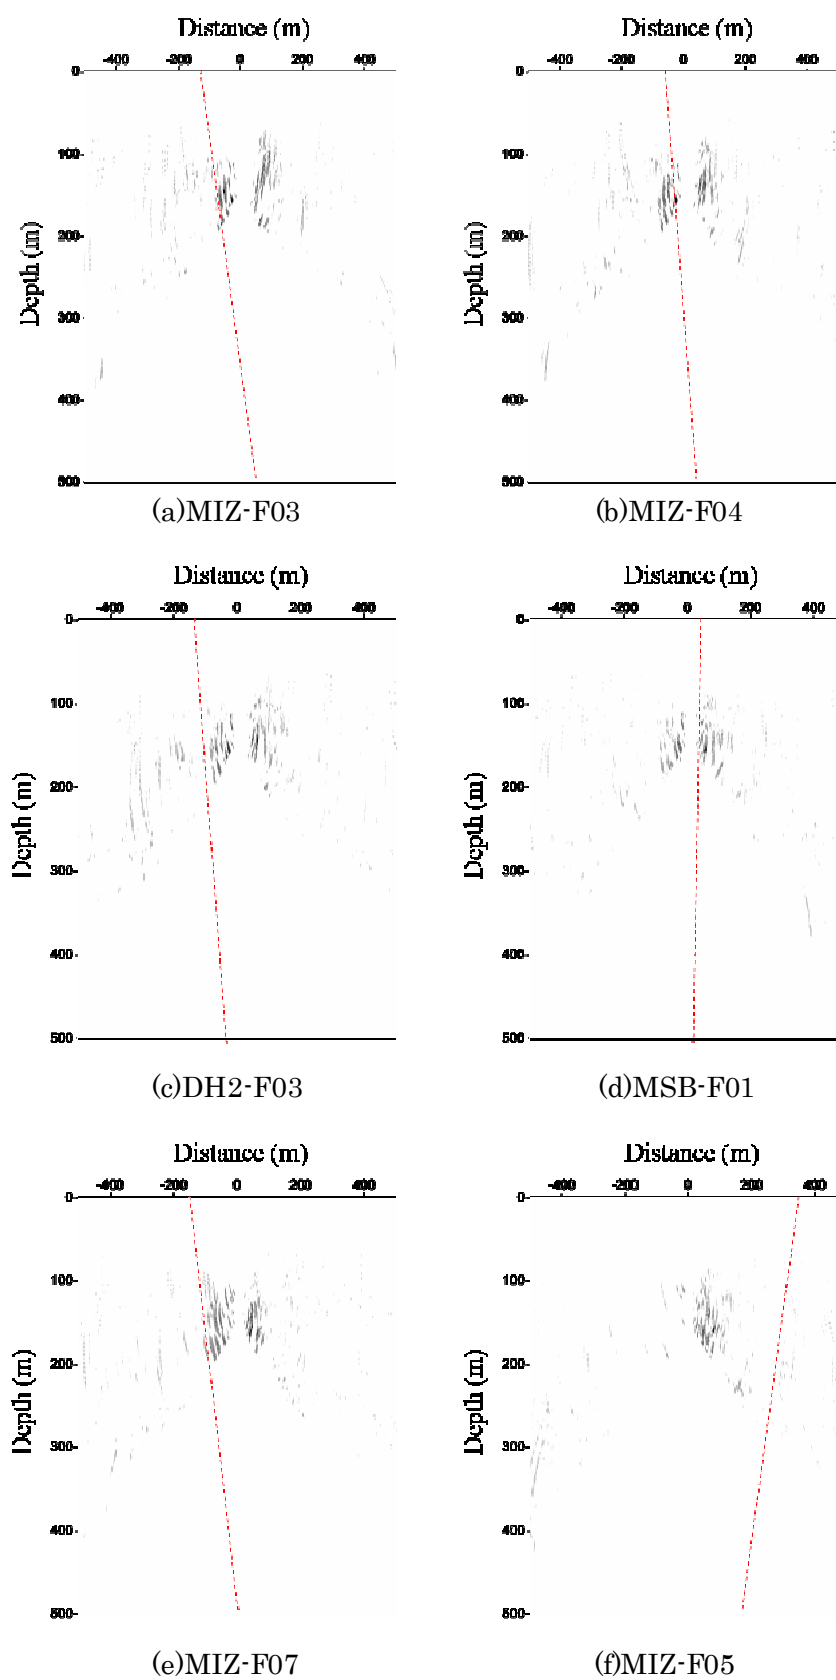 Distance (m) Distance (m)
-400 -200 0 200 400 -400 -200 0 200 400
0 0
100 100
200 200
Depth (m) Depth (m)
300 300
400 400
500 500
(a)MIZ-F03 (b)MIZ-F04
Distance (m) Distance (m)
-400 -200 0 200 400 -400 -200 0 200 400
0 0
100 100
200 200
Depth (m) Depth (m)
300 300
400 400
500 500
(c)DH2-F03 (d)MSB-F01
Distance (m) Distance (m)
-400 -200 0 200 400 -400 -200 0 200 400
0 0
100 100
200 200
Depth (m) Depth (m)
300 300
400 400
500 500
(e)MIZ-F07 (f)MIZ-F05